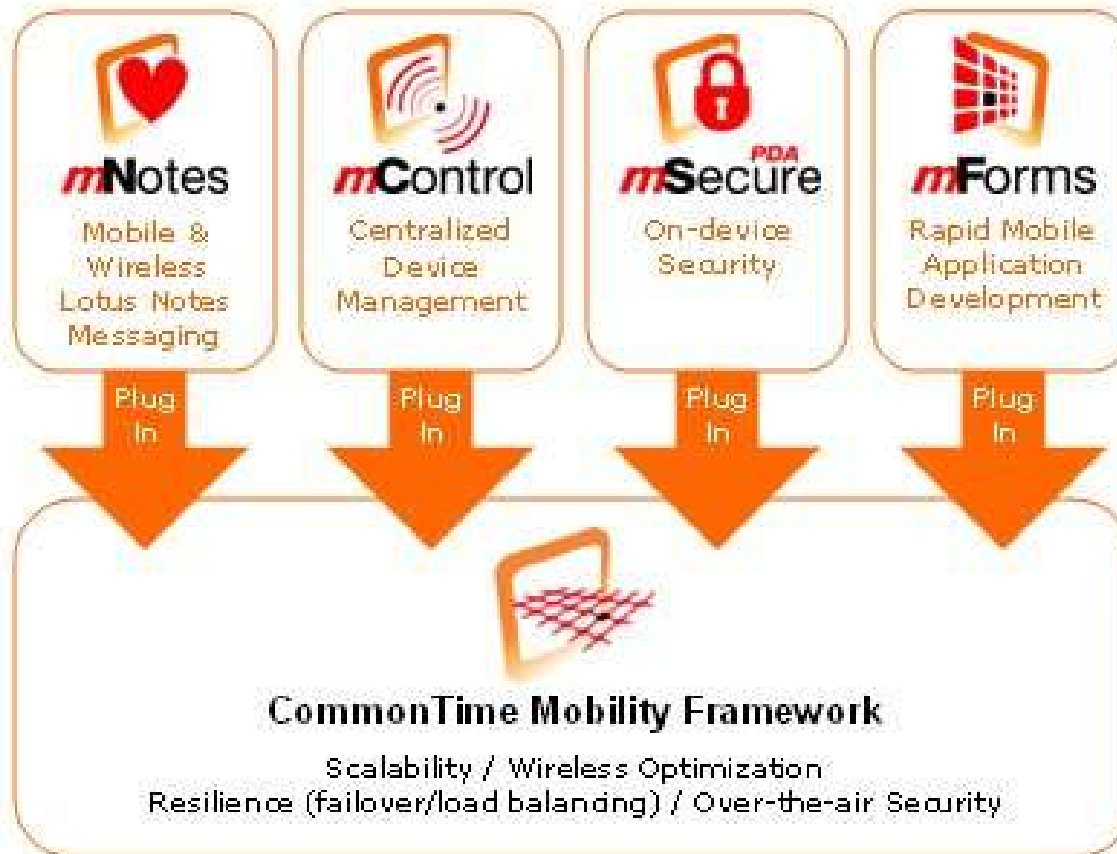 mNotes
Mobile &
Wireless
Lotus Notes
Messaging
mControl
Centralized
Device
Management
PDA
mSecure
On-device
Security
mForms
Rapid Mobile
Application
Development
Plug
In
Plug
In
Plug
In
Plug
In
CommonTime Mobility Framework
Scalability / Wireless Optimization
Resilience (failover/load balancing) / Over-the-air Security